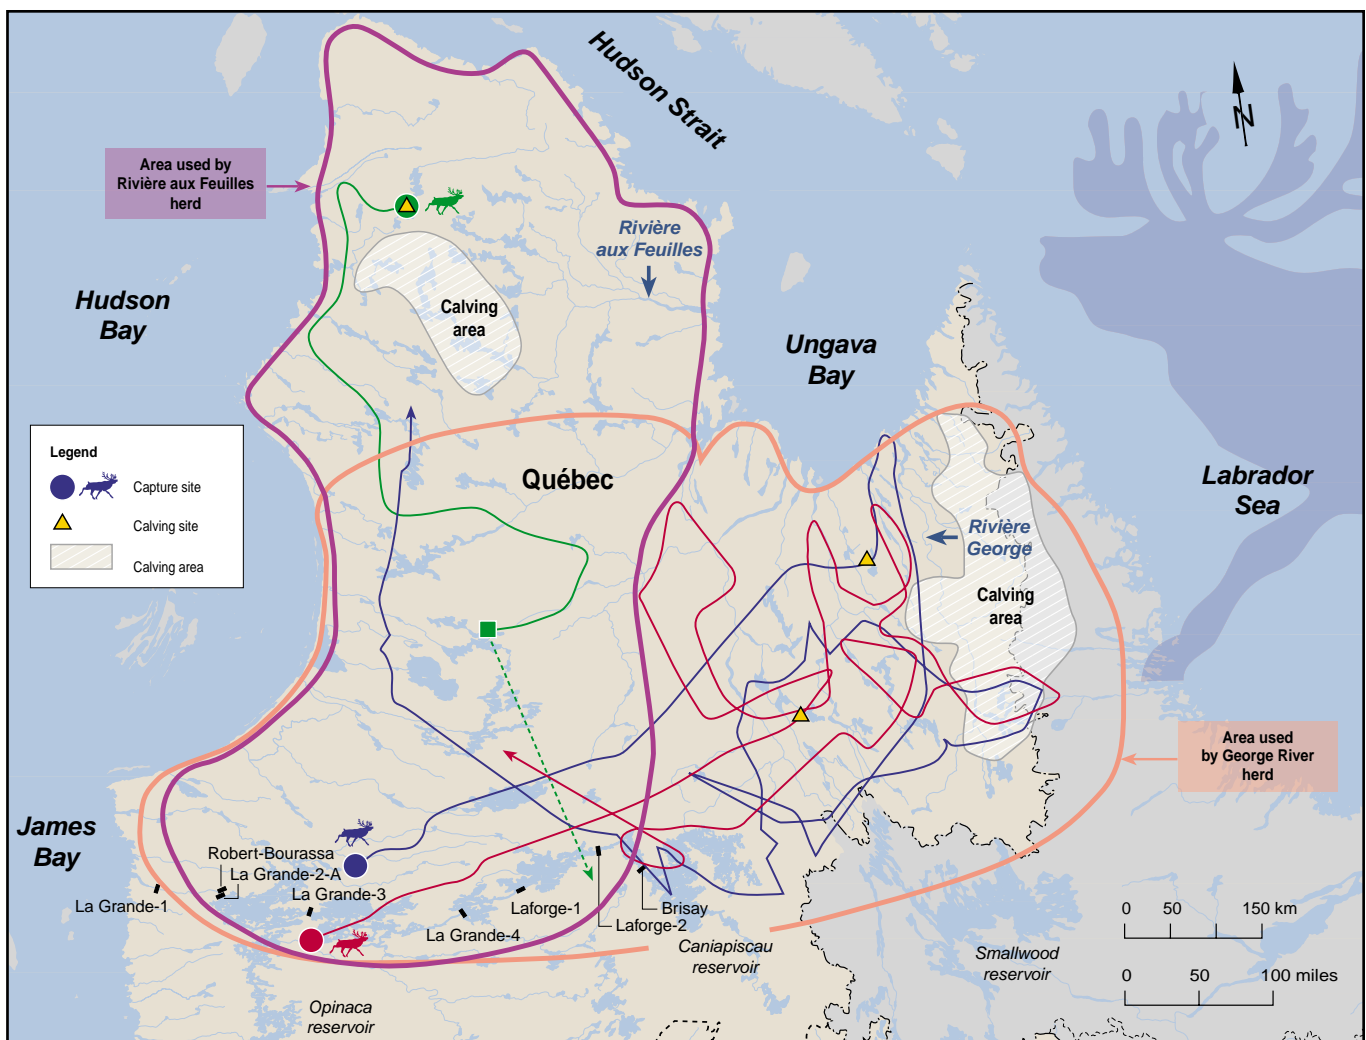 Hudson Strait
N
Area used by
Rivière aux Feuilles
herd
Rivière
aux Feuilles
Hudson
Bay
Calving
area
Ungava
Bay
Legend
Capture site
Calving site
Calving area
Québec
Labrador
Sea
Rivière
George
Calving
area
Area used
by George River
herd
James
Bay
Robert-Bourassa
La Grande-2-A
La Grande-3
La Grande-1
La Grande-4
Laforge-1
Laforge-2
Brisay
Caniapiscau
reservoir
Smallwood
reservoir
Opinaca
reservoir
0 50 150 km
0 50 100 miles